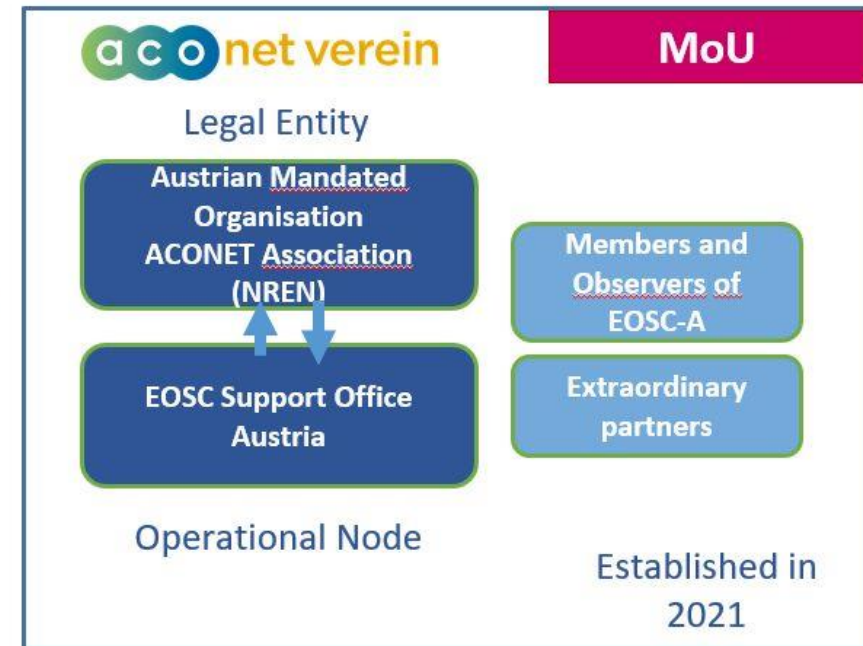 aco net verein
MoU
Legal Entity
Austrian Mandated
Organisation
ACONET Association
(NREN)
EOSC Support Office
Austria
Operational Node
Members and
Observers of
EOSC-A
Extraordinary
partners
Established in
2021